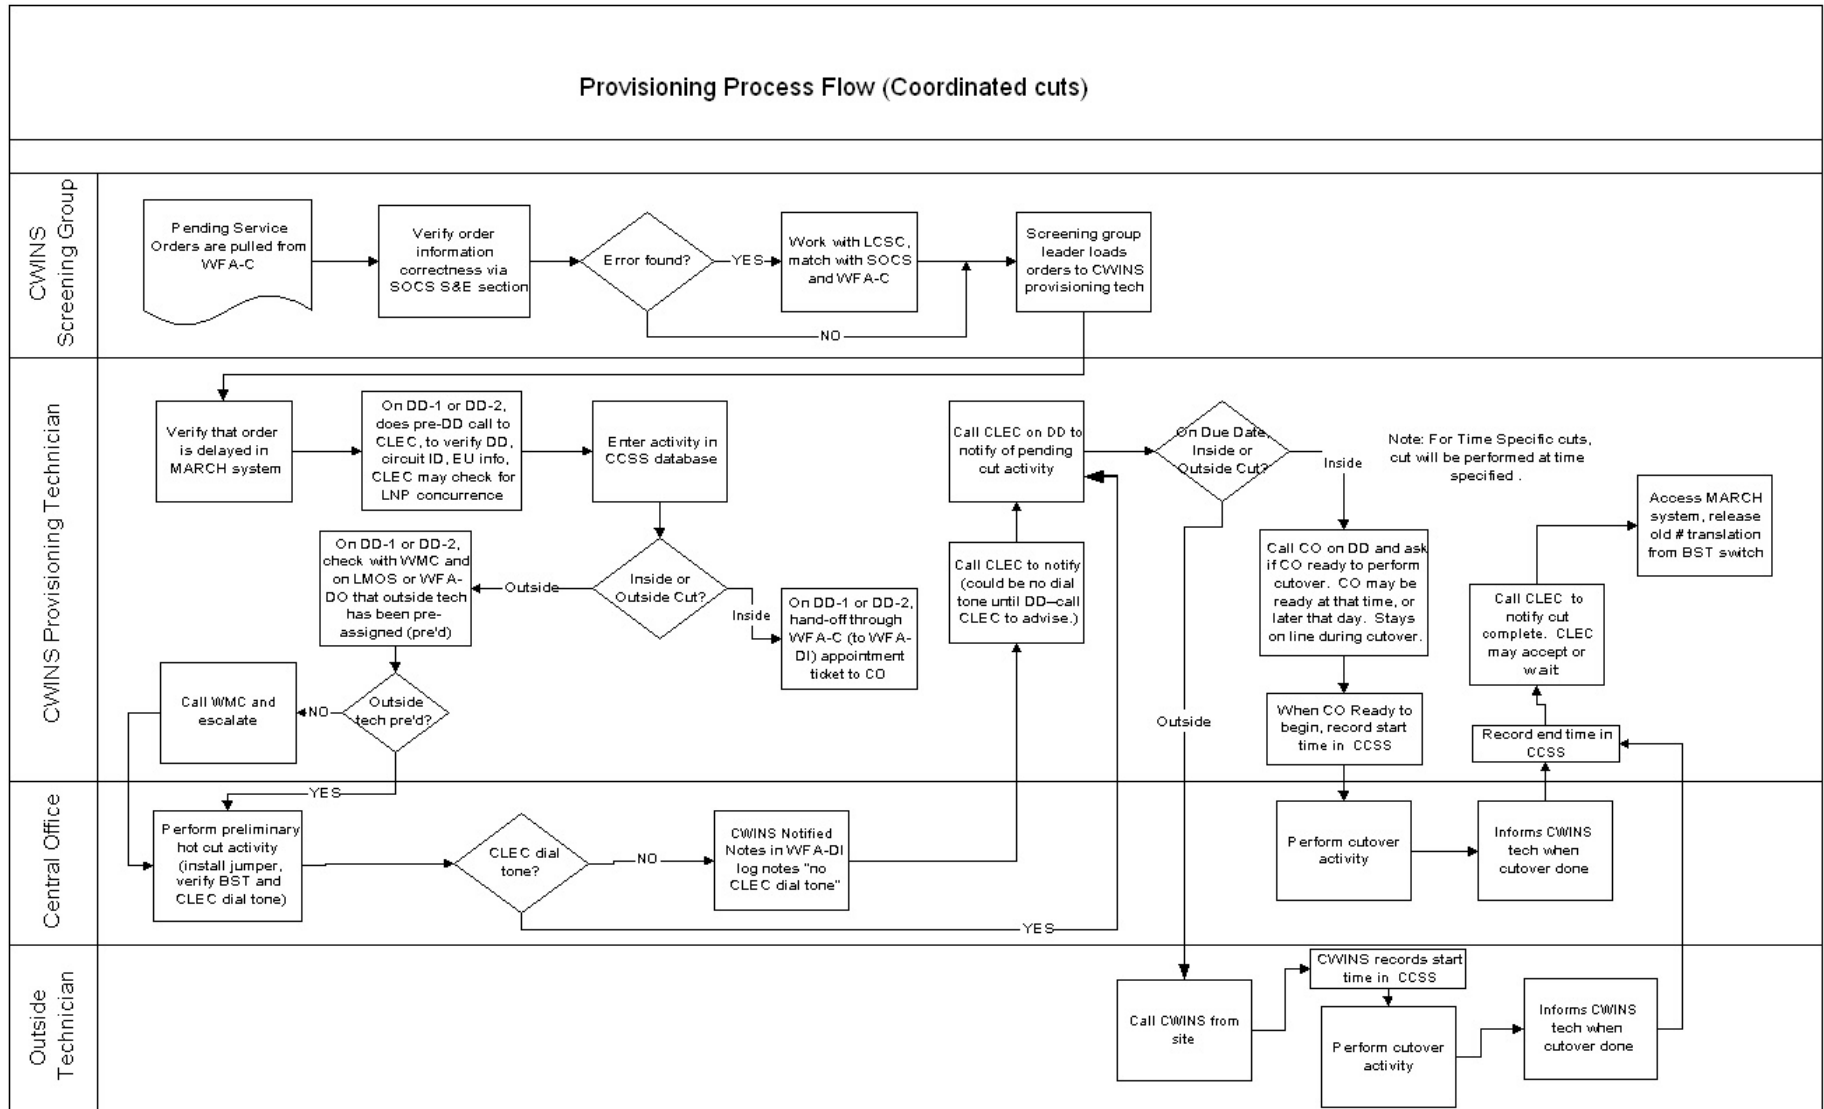 Provisioning Process Flow (Coordinated cuts)
CWINS
Screening Group
Pending Service
Orders are pulled from
WFA-C
Verify order
information
correctness via
SOCS S&E section
Error found?
YES
NO
Work with LCSC,
match with SOCS
and WFA-C
Screening group
leader loads
orders to CWINS
provisioning tech
CWINS Provisioning Technician
Verify that order
is delayed in
MARCH system
On DD-1 or DD-2,
does pre-DD call to
CLEC, to verify DD,
circuit ID, EU info,
CLEC may check for
LNP concurrence
Enter activity in
CCSS database
Inside or
Outside Cut?
Outside
Inside
On DD-1 or DD-2,
check with WMC and
on LMOS or WFA-
DO that outside tech
has been pre-
assigned (pre'd)
On DD-1 or DD-2,
hand-off through
WFA-C (to WFA-
DI) appointment
ticket to CO
Outside
tech pre'd?
NO
YES
Call WMC and
escalate
Call CLEC on DD to
notify of pending
cut activity
Call CLEC to notify
(could be no dial
tone until DD--call
CLEC to advise.)
On Due Date,
Inside or
Outside Cut?
Inside
Outside
Note: For Time Specific cuts,
cut will be performed at time
specified .
Call CO on DD and ask
if CO ready to perform
cutover. CO may be
ready at that time, or
later that day. Stays
on line during cutover.
When CO Ready to
begin, record start
time in CCSS
Access MARCH
system, release
old # translation
from BST switch
Call CLEC to
notify cut
complete. CLEC
may accept or
wait
Record end time in
CCSS
Central Office
Perform preliminary
hot cut activity
(install jumper,
verify BST and
CLEC dial tone)
CLEC dial
tone?
NO
YES
CWINS Notified
Notes in WFA-DI
log notes "no
CLEC dial tone"
Perform cutover
activity
Informs CWINS
tech when
cutover done
Outside
Technician
Call CWINS from
site
CWINS records start
time in CCSS
Perform cutover
activity
Informs CWINS
tech when
cutover done